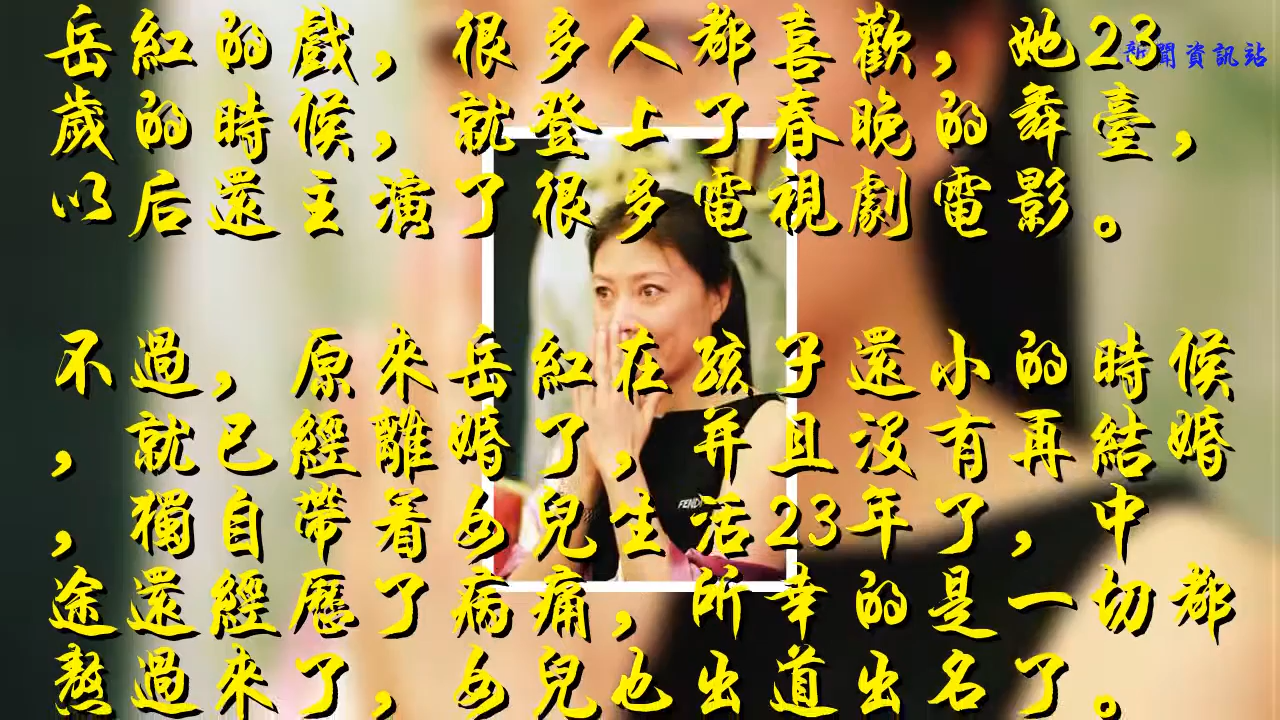 岳紅的戲，很多人都喜歡，她23
新聞資訊站
歲的時候，就登上了春晚的舞臺，
以后還主演了很多電視劇電影。
不過，原來岳紅在孩子還小的時候
，就已經離婚了，并且沒有再結婚
，獨自帶着女兒生活23年了，中
途還經歷了病痛，所幸的是一切都
熬過來了，女兒也出道出名了。
FENDI